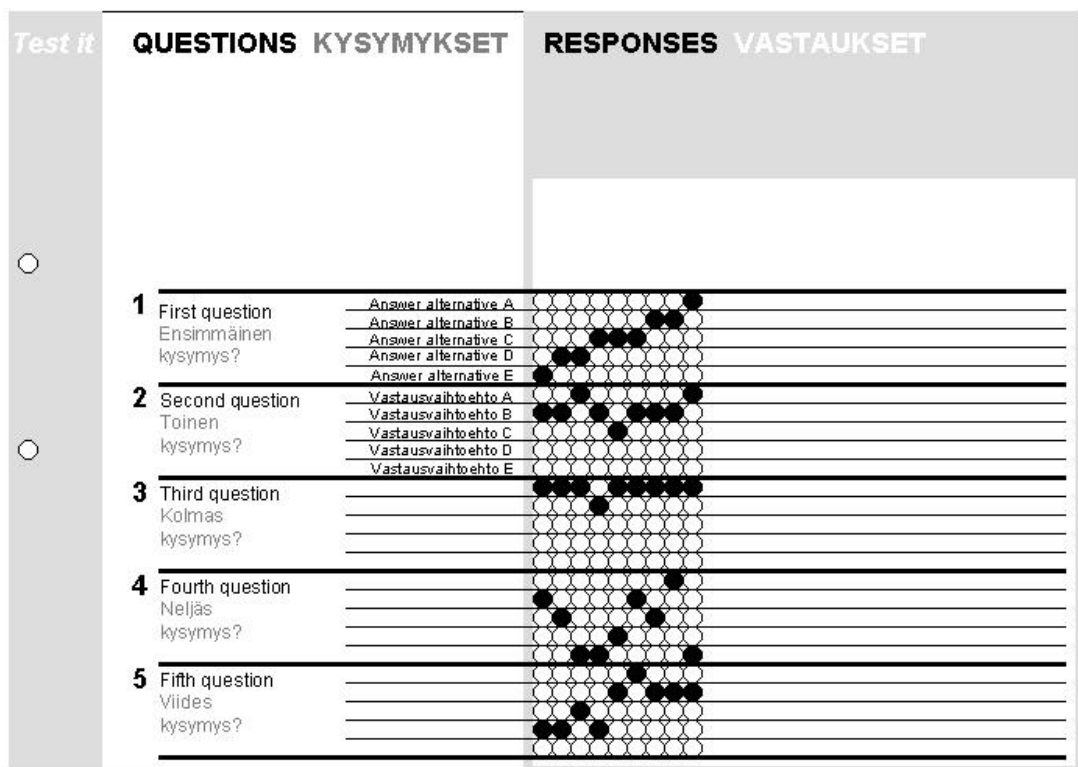 Test it
QUESTIONS KYSYMYKSET
RESPONSES VASTAUKSET
1 First question
Ensimmäinen
kysymys?
Answer alternative A
Answer alternative B
Answer alternative C
Answer alternative D
Answer alternative E
2 Second question
Toinen
kysymys?
Vastausvaihtoehto A
Vastausvaihtoehto B
Vastausvaihtoehto C
Vastausvaihtoehto D
Vastausvaihtoehto E
3 Third question
Kolmas
kysymys?
4 Fourth question
Neljäs
kysymys?
5 Fifth question
Viides
kysymys?